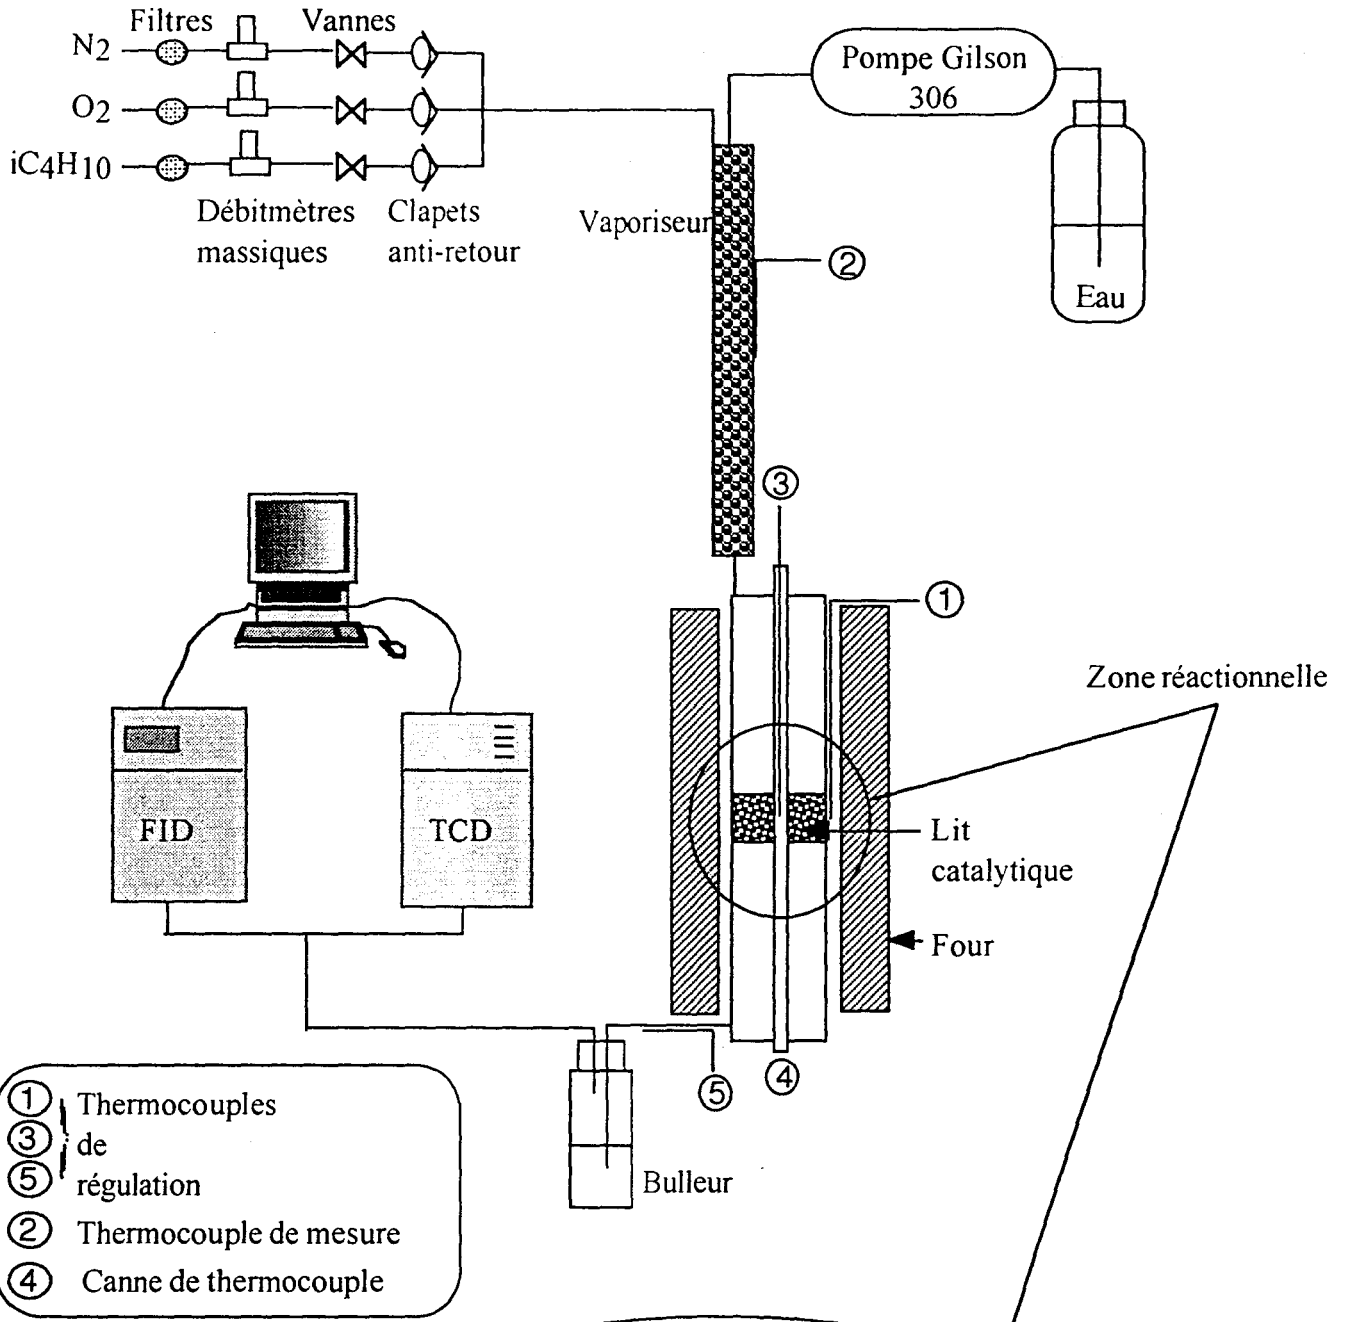 Filtres
Vannes
N2
O2
iC4H10
Débitmètres
massiques
Clapets
anti-retour
Pompe Gilson
306
Eau
Vaporiseur
2
3
1
Zone réactionnelle
FID
TCD
Lit
catalytique
Four
5
4
Bulleur
1 Thermocouples
3 de
5 régulation
2 Thermocouple de mesure
4 Canne de thermocouple